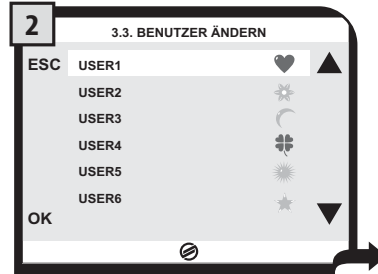 2
3.3. BENUTZER ÄNDERN
ESC
USER1
USER2
USER3
USER4
USER5
USER6
OK